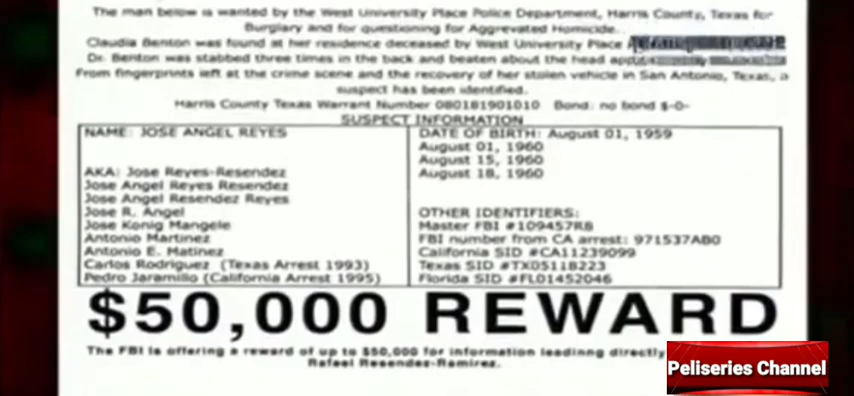 The man below is wanted by the West University Place Police Department, Harris County, Texas for
Burglary and for questioning for Aggrevated Homicide.
Claudia Benton was found at her residence deceased by West University Place
Dr. Benton was stabbed three times in the back and beaten about the head
From fingerprints left at the crime scene and the recovery of her stolen vehicle in San Antonio, Texas, a
suspect has been identified.
Harris County Texas Warrant Number 080181901010 Bond: no bond $-0-
SUSPECT INFORMATION
NAME: JOSE ANGEL REYES
AKA: Jose Reyes-Resendez
Jose Angel Reyes Resendez
Jose Angel Resendez Reyes
Jose R. Angel
Jose Konig Mangele
Antonio Martinez
Antonio E. Matinez
Carlos Rodriguez (Texas Arrest 1993)
Pedro Jaramillo (California Arrest 1995)
DATE OF BIRTH: August 01, 1959
August 01, 1960
August 15, 1960
August 18, 1960
OTHER IDENTIFIERS:
Master FBI #109457R8
FBI number from CA arrest: 971537AB0
California SID #CA11239099
Texas SID #TX05118223
Florida SID #FL01452046
$50,000 REWARD
The FBI is offering a reward of up to $50,000 for information leadinng directly
Rafael Resendez-Ramirez.
Peliseries Channel